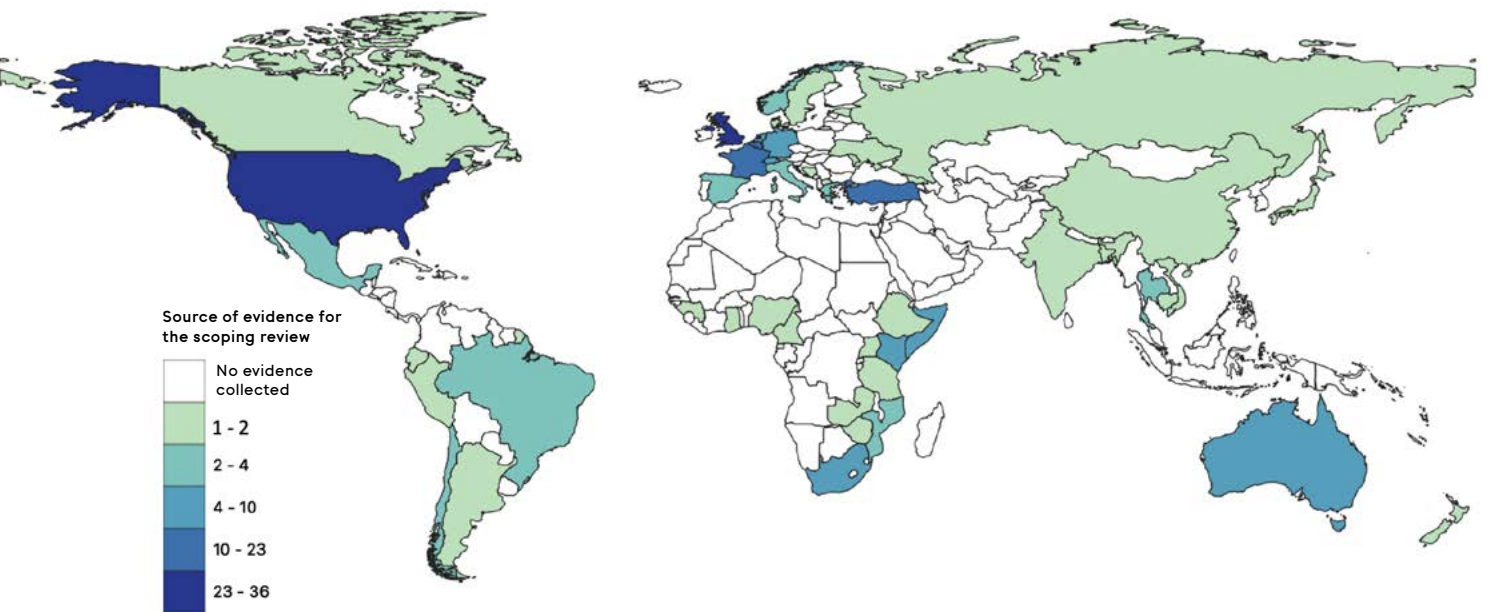 Source of evidence for
the scoping review
No evidence
collected
1 - 2
2 - 4
4 - 10
10 - 23
23 - 36